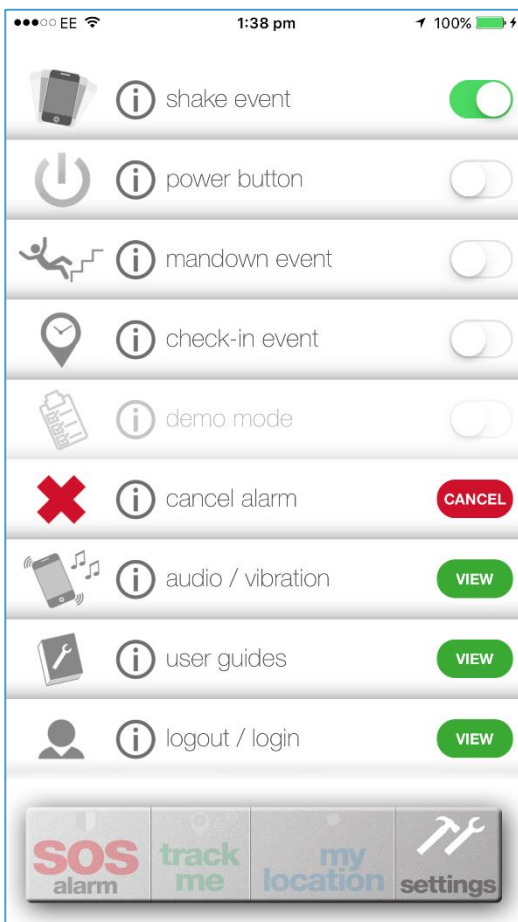 EE 1:38 pm 100%
shake event
power button
mandown event
check-in event
demo mode
cancel alarm CANCEL
audio / vibration VIEW
user guides VIEW
logout / login VIEW
SOS alarm
track me
my location
settings